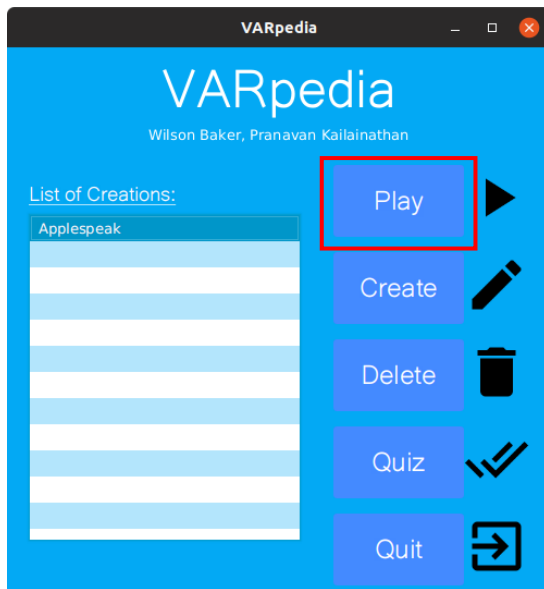 VARpedia
VARpedia
Wilson Baker, Pranavan Kailainathan
List of Creations:
Applespeak
Play
Create
Delete
Quiz
Quit